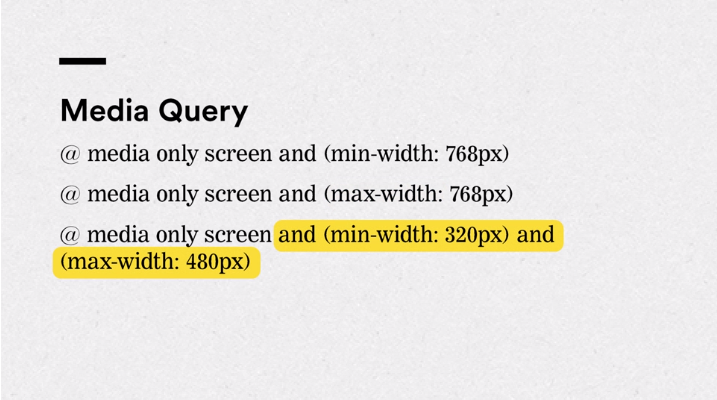 Media Query
@ media only screen and (min-width: 768px)
@ media only screen and (max-width: 768px)
@ media only screen and (min-width: 320px) and
(max-width: 480px)